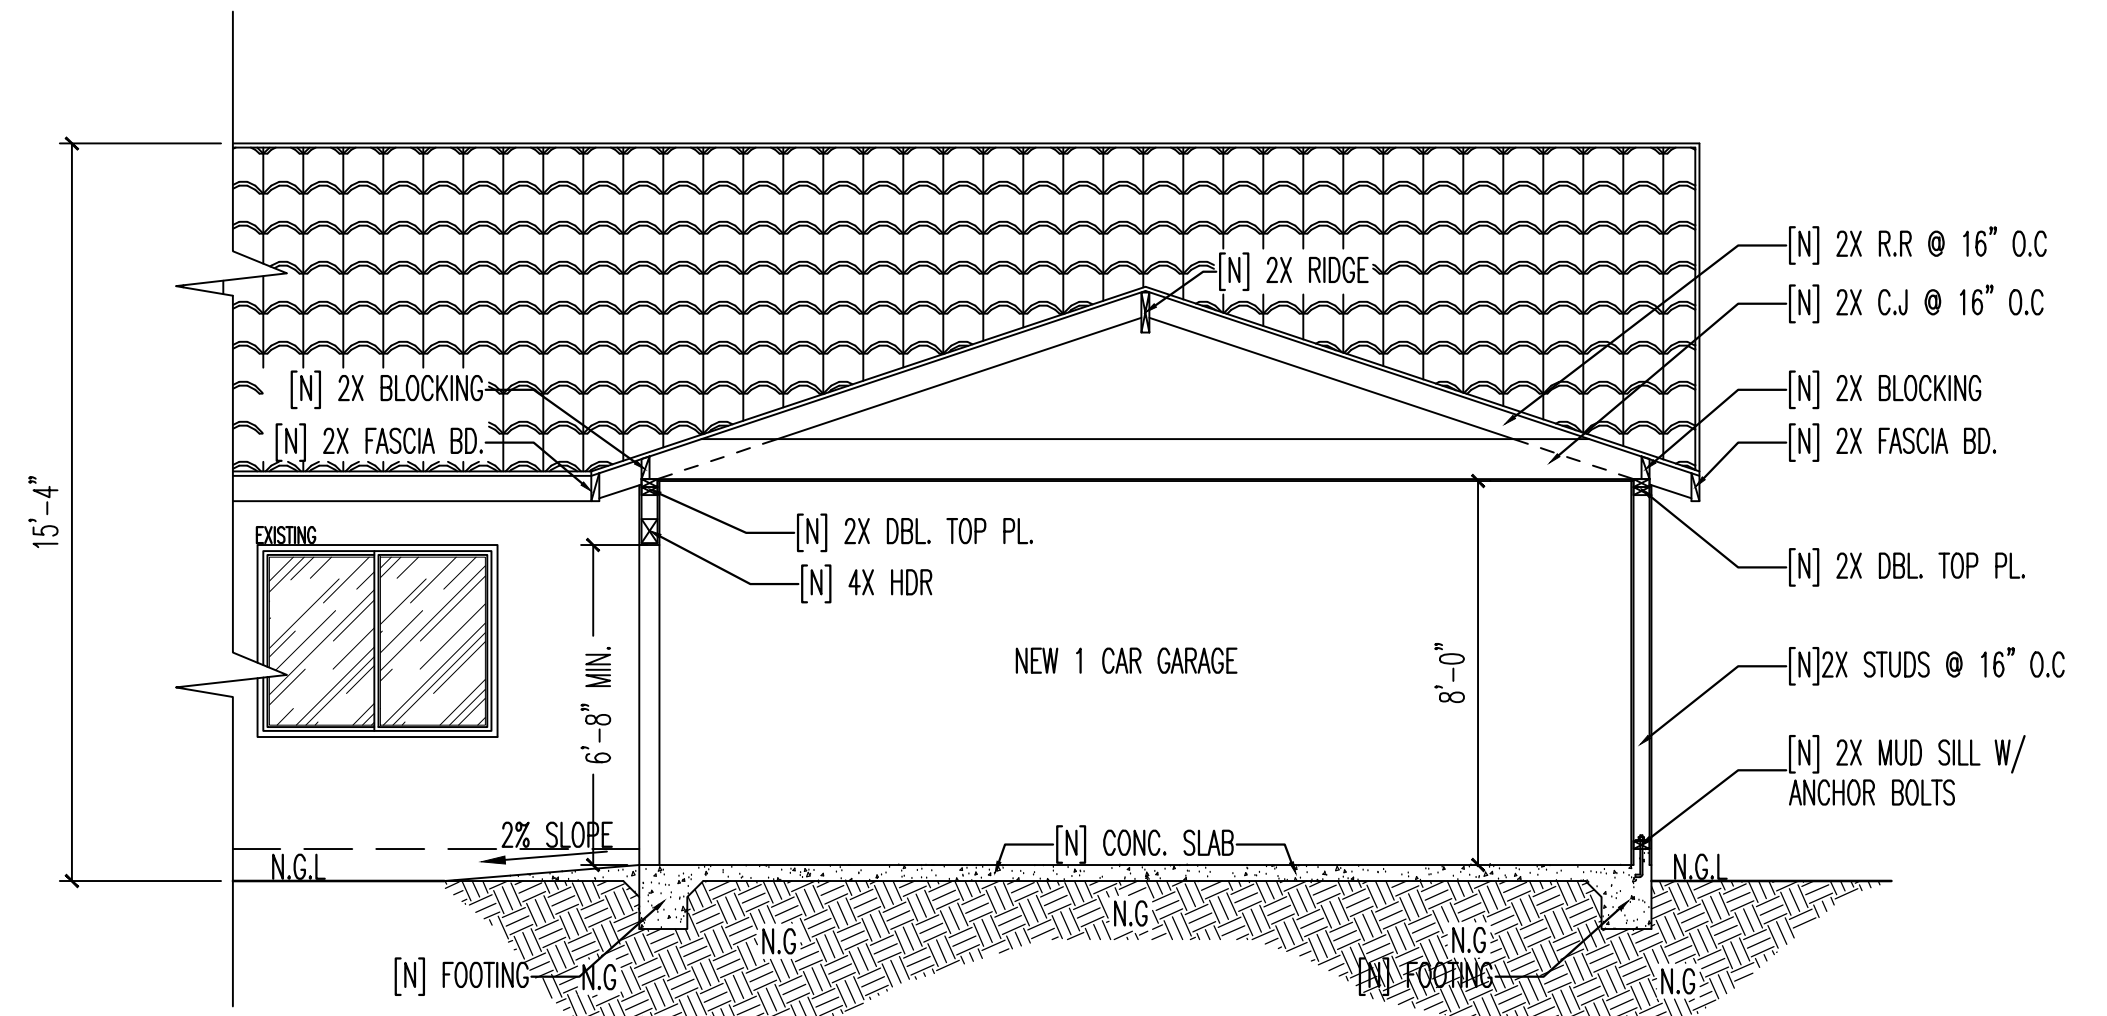 [N] 2X R.R @ 16" O.C
[N] 2X RIDGE
[N] 2X C.J @ 16" O.C
[N] 2X BLOCKING
[N] 2X BLOCKING
[N] 2X FASCIA BD.
[N] 2X FASCIA BD.
15'-4"
EXISTING
[N] 2X DBL. TOP PL.
[N] 4X HDR
[N] 2X DBL. TOP PL.
6'-8" MIN.
NEW 1 CAR GARAGE
8'-0"
[N]2X STUDS @ 16" O.C
[N] 2X MUD SILL W/
ANCHOR BOLTS
2% SLOPE
[N] CONC. SLAB
N.G.L
N.G.L
N.G
N.G
N.G
[N] FOOTING
N.G
[N] FOOTING
N.G